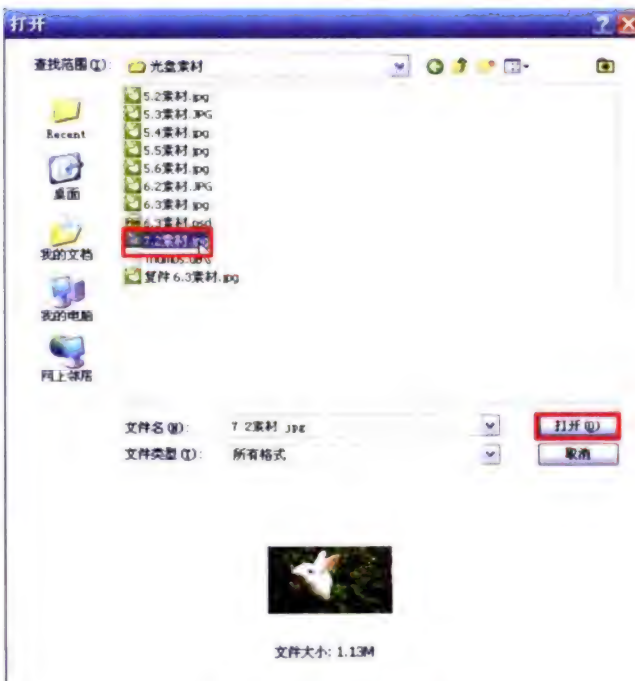 打开
查找范围(I): 光盘素材
5.2素材.jpg
5.3素材.JPG
5.4素材.jpg
5.5素材.jpg
5.6素材.jpg
6.2素材.JPG
6.3素材.jpg
6.3素材.psd
7.2素材.jpg
复件 6.3素材.jpg
Recent
桌面
我的文档
我的电脑
网上邻居
文件名(N): 7.2素材.jpg
打开(O)
文件类型(T): 所有格式
取消
文件大小: 1.13M